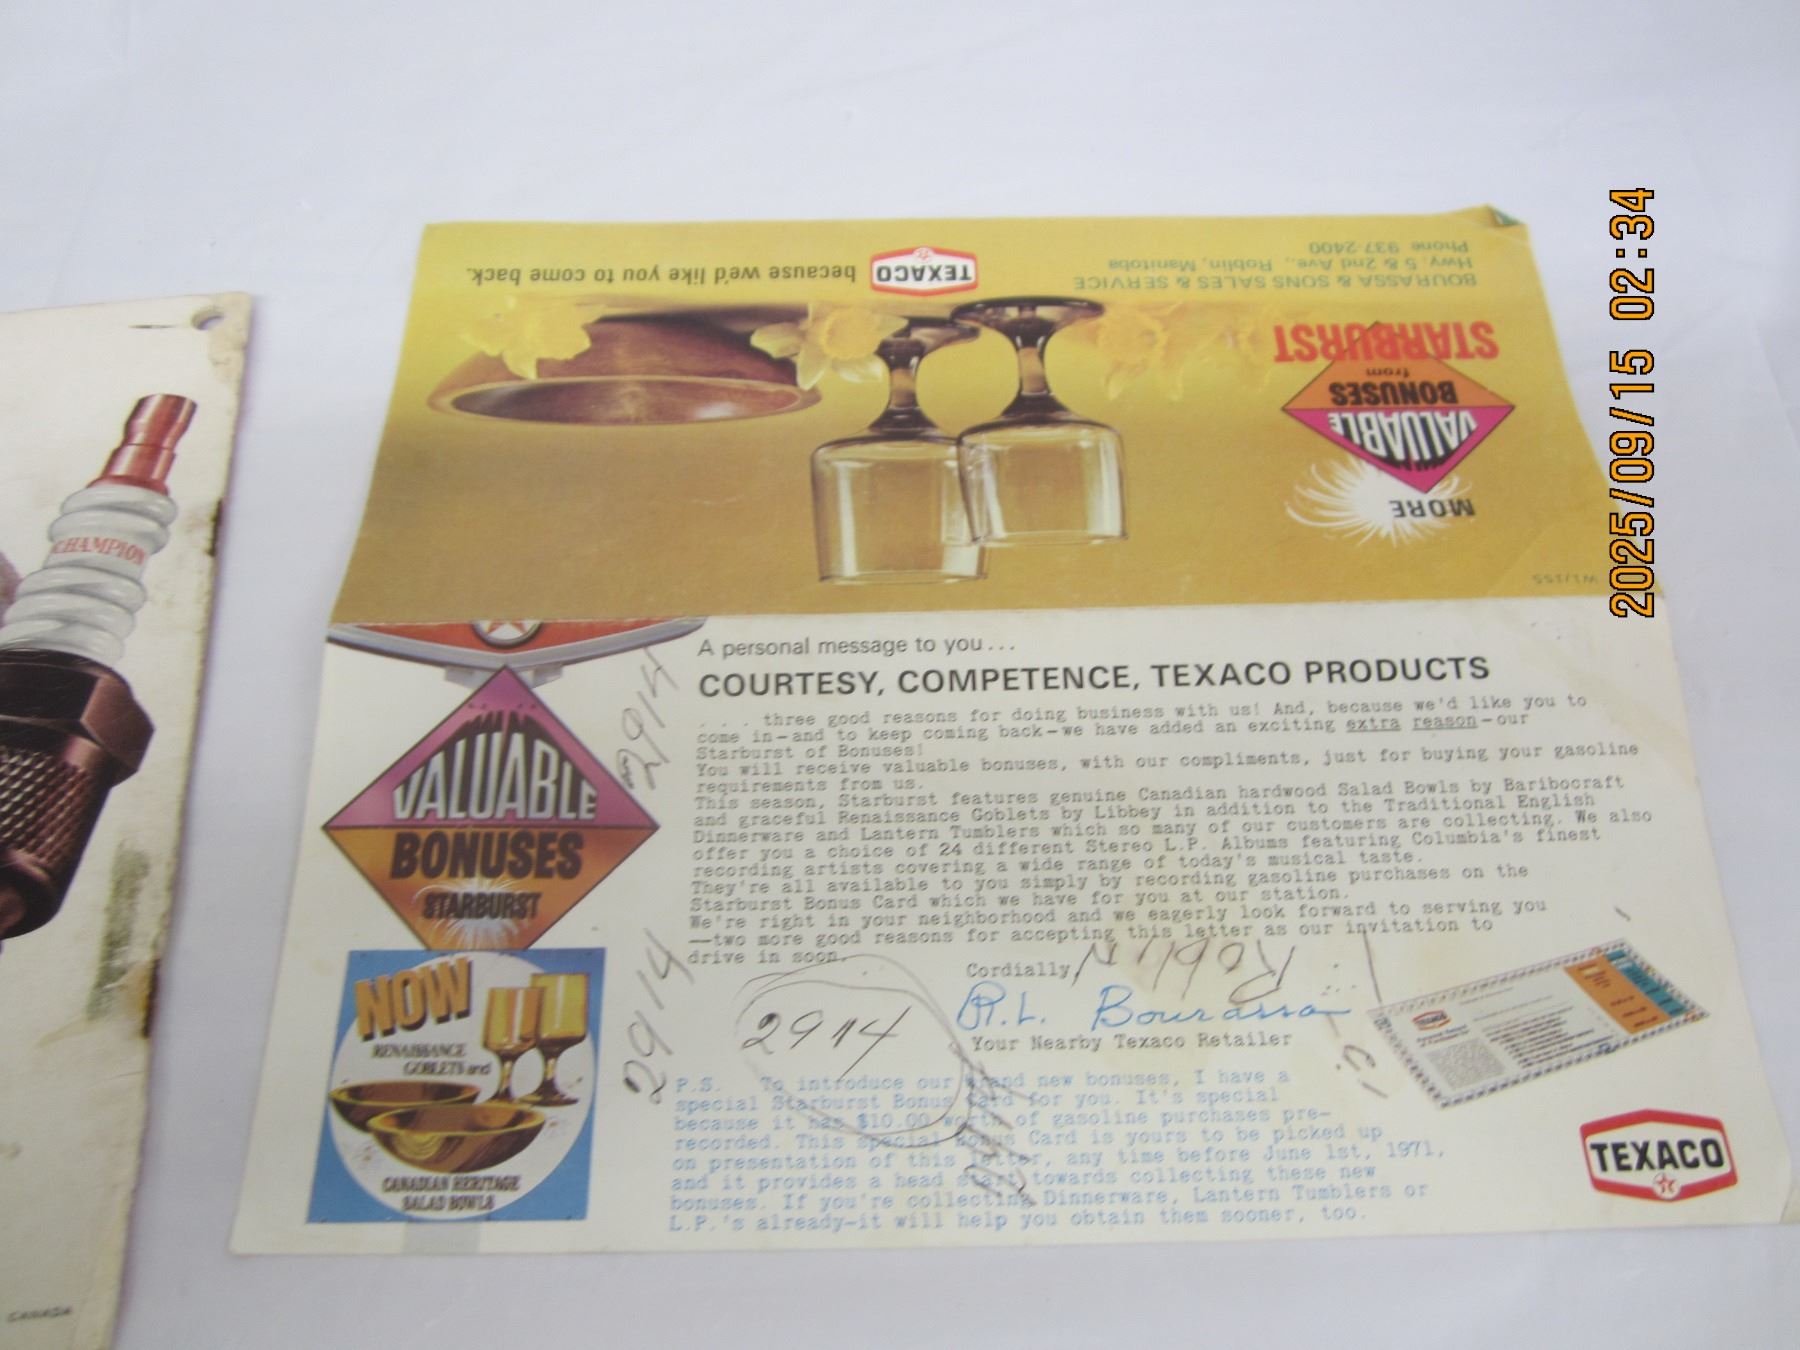 2025/09/15 02:34
CHAMPION
CANADA
because we'd like you to come back.
TEXACO
BOURASSA & SONS SALES & SERVICE
Hwy. 5 & 2nd Ave., Roblin, Manitoba
Phone 937-2400
MORE
VALUABLE
BONUSES
from
STARBURST
W1/155
A personal message to you...
COURTESY, COMPETENCE, TEXACO PRODUCTS
. . . three good reasons for doing business with us! And, because we'd like you to
come in—and to keep coming back—we have added an exciting extra reason—our
Starburst of Bonuses!
You will receive valuable bonuses, with our compliments, just for buying your gasoline
requirements from us.
This season, Starburst features genuine Canadian hardwood Salad Bowls by Baribocraft
and graceful Renaissance Goblets by Libbey in addition to the Traditional English
Dinnerware and Lantern Tumblers which so many of our customers are collecting. We also
offer you a choice of 24 different Stereo L.P. Albums featuring Columbia's finest
recording artists covering a wide range of today's musical taste.
They're all available to you simply by recording gasoline purchases on the
Starburst Bonus Card which we have for you at our station.
We're right in your neighborhood and we eagerly look forward to serving you
—two more good reasons for accepting this letter as our invitation to
drive in soon.
Cordially,
R.L. Bourassa
Your Nearby Texaco Retailer
2914
2914
2914
P.S. To introduce our brand new bonuses, I have a
special Starburst Bonus Card for you. It's special
because it has $10.00 worth of gasoline purchases pre-
recorded. This special Bonus Card is yours to be picked up
on presentation of this letter, any time before June 1st, 1971,
and it provides a head start towards collecting these new
bonuses. If you're collecting Dinnerware, Lantern Tumblers or
L.P.'s already—it will help you obtain them sooner, too.
VALUABLE
BONUSES
STARBURST
NOW
RENAISSANCE
GOBLETS and
CANADIAN HERITAGE
SALAD BOWLS
TEXACO